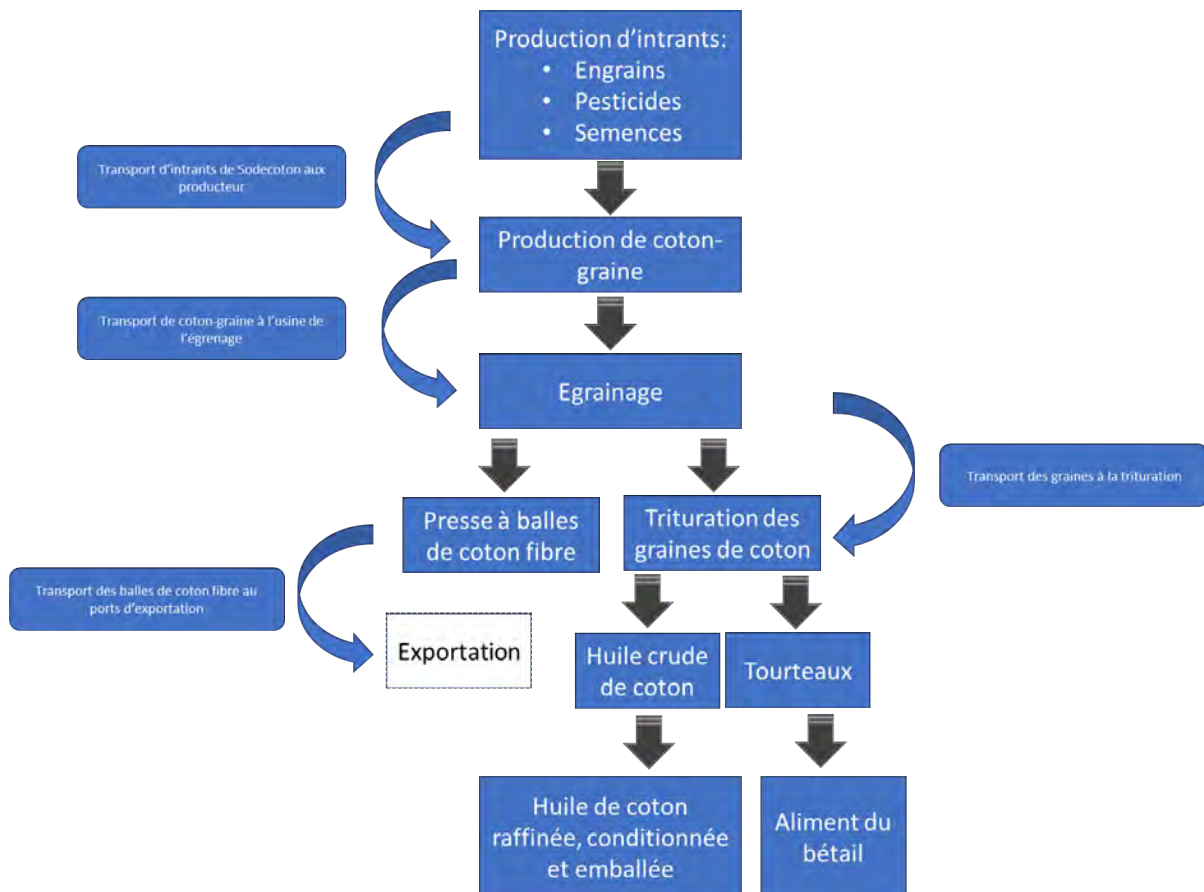 Production d'intrants:
• Engrains
• Pesticides
• Semences
Transport d'intrants de Sodecoton aux
producteur
Production de coton-
graine
Transport de coton-graine à l'usine de
l'égrenage
Egrainage
Transport des graines à la trituration
Presse à balles
de coton fibre
Trituration des
graines de coton
Transport des balles de coton fibre au
ports d'exportation
Exportation
Huile crude
de coton
Tourteaux
Huile de coton
raffinée, conditionnée
et emballée
Aliment du
bétail